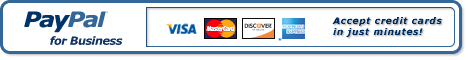 PayPal
for Business
VISA
MasterCard
DISCOVER
Accept credit cards
in just minutes!